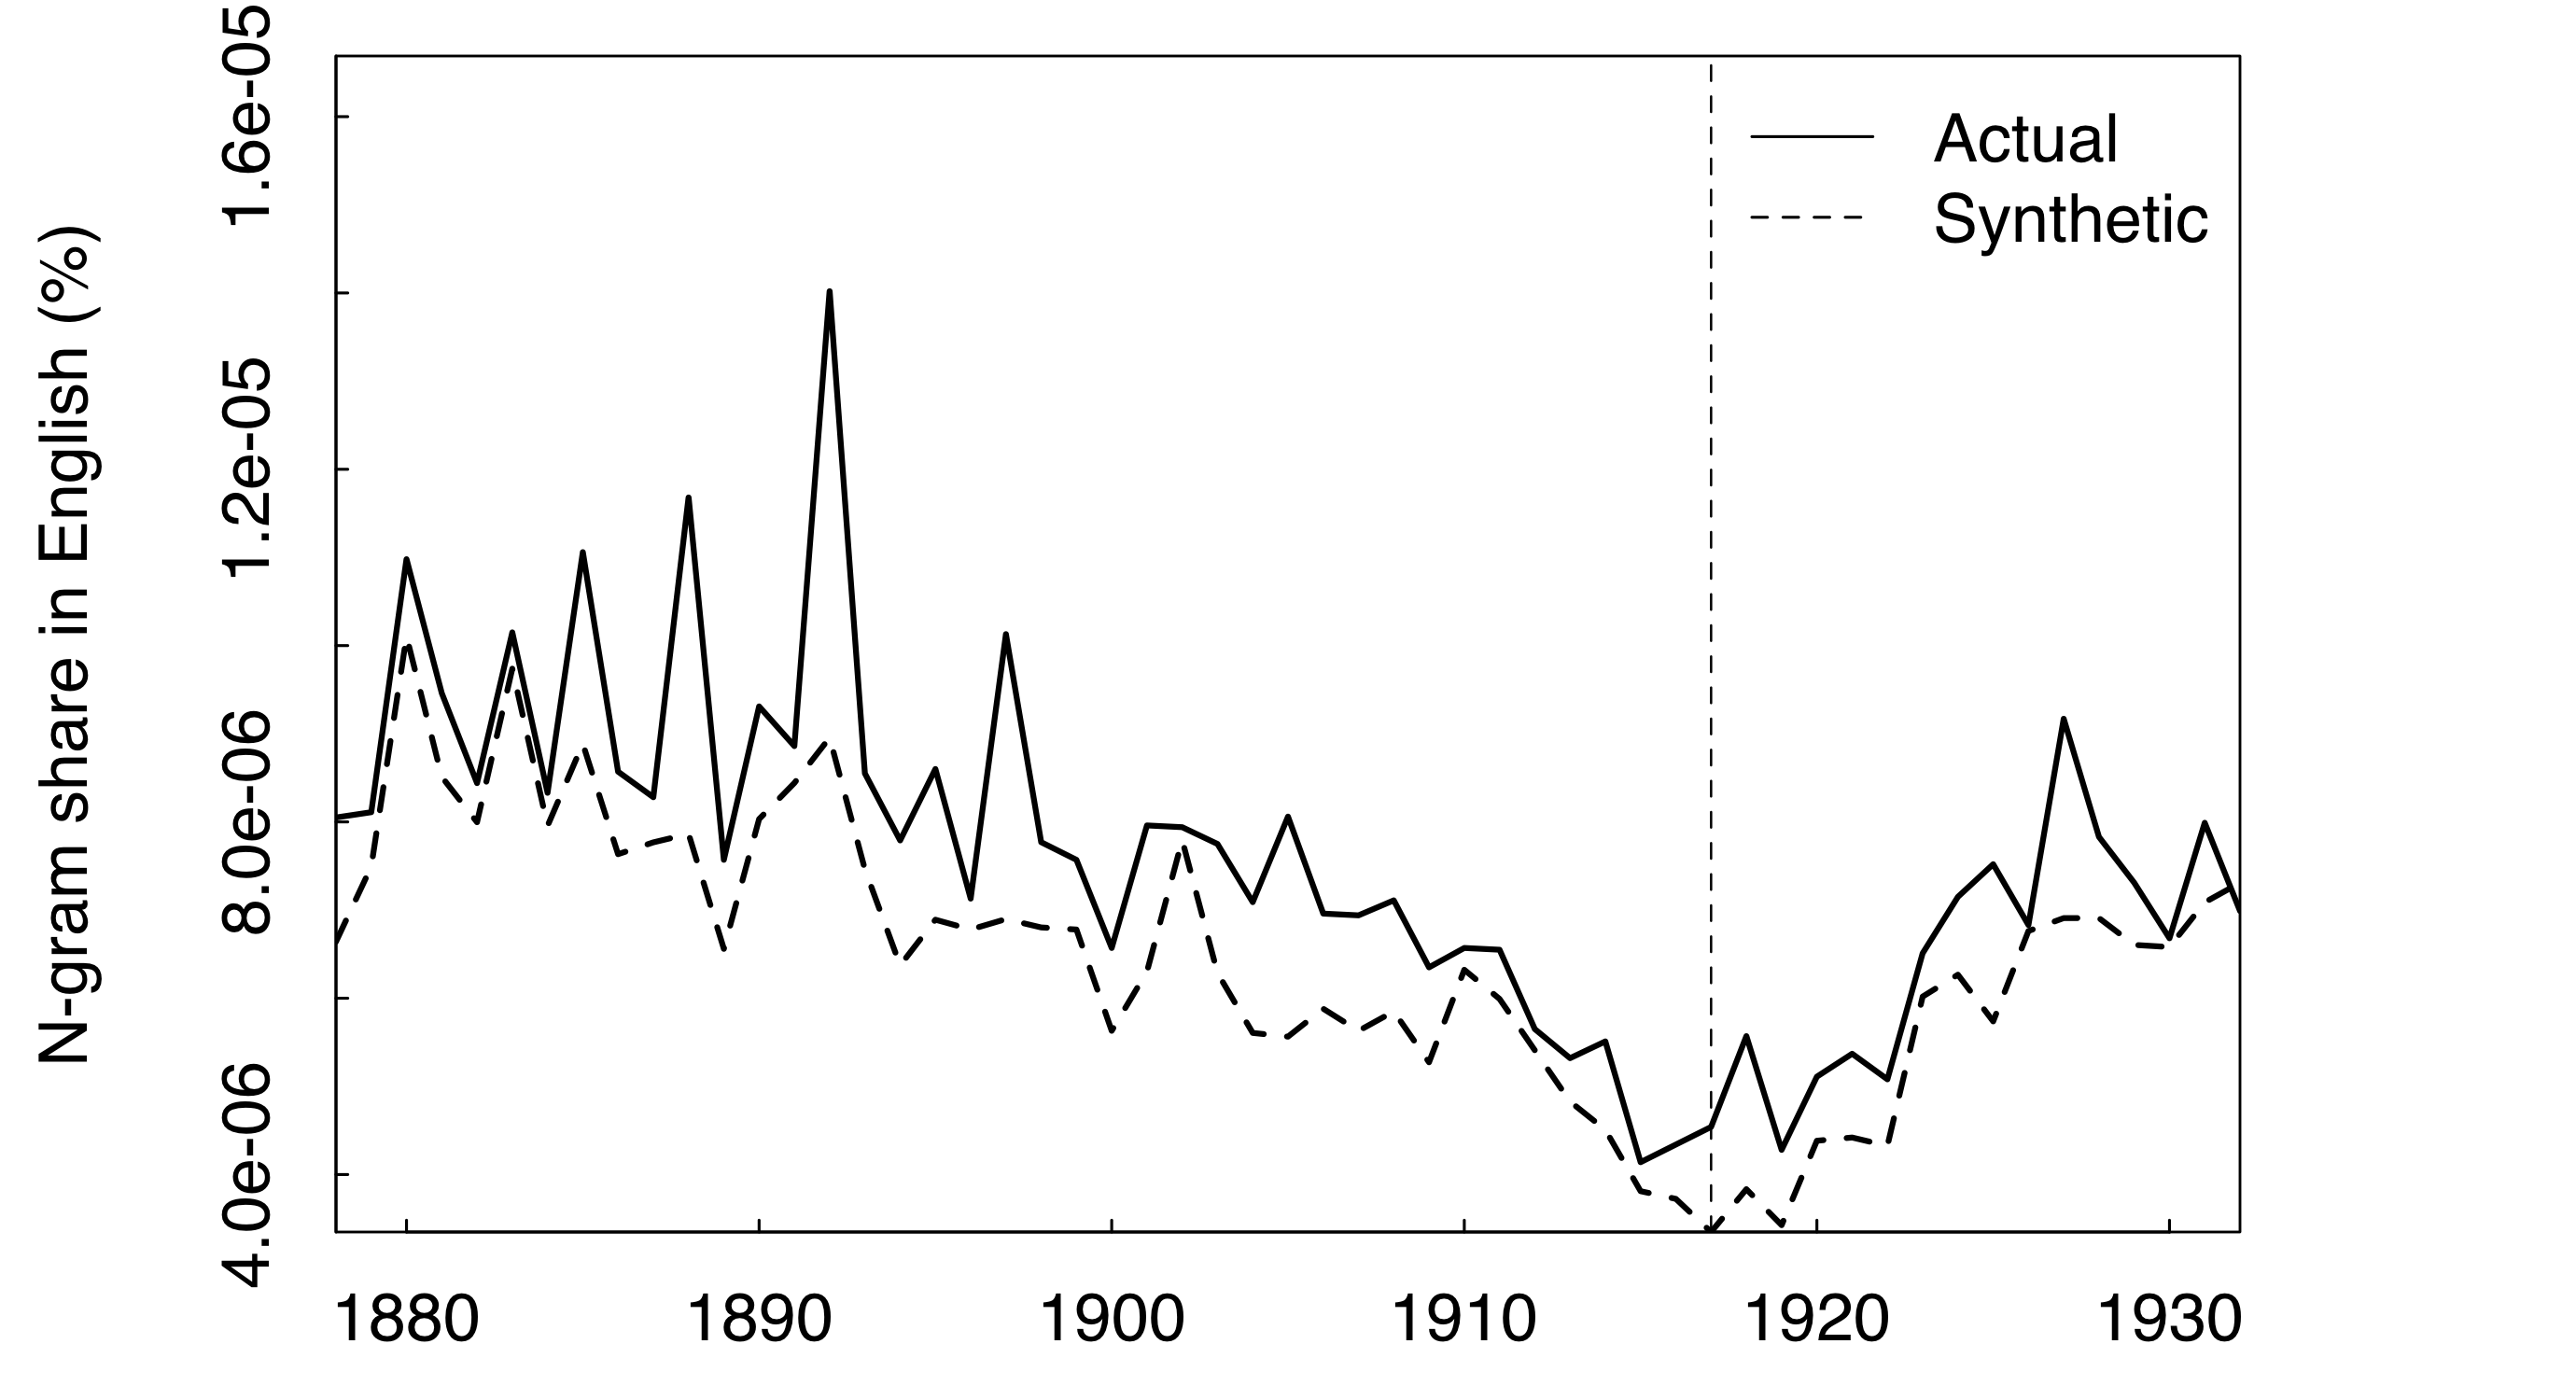 N-gram share in English (%)
1.6e-05
1.2e-05
8.0e-06
4.0e-06
Actual
Synthetic
1880 1890 1900 1910 1920 1930